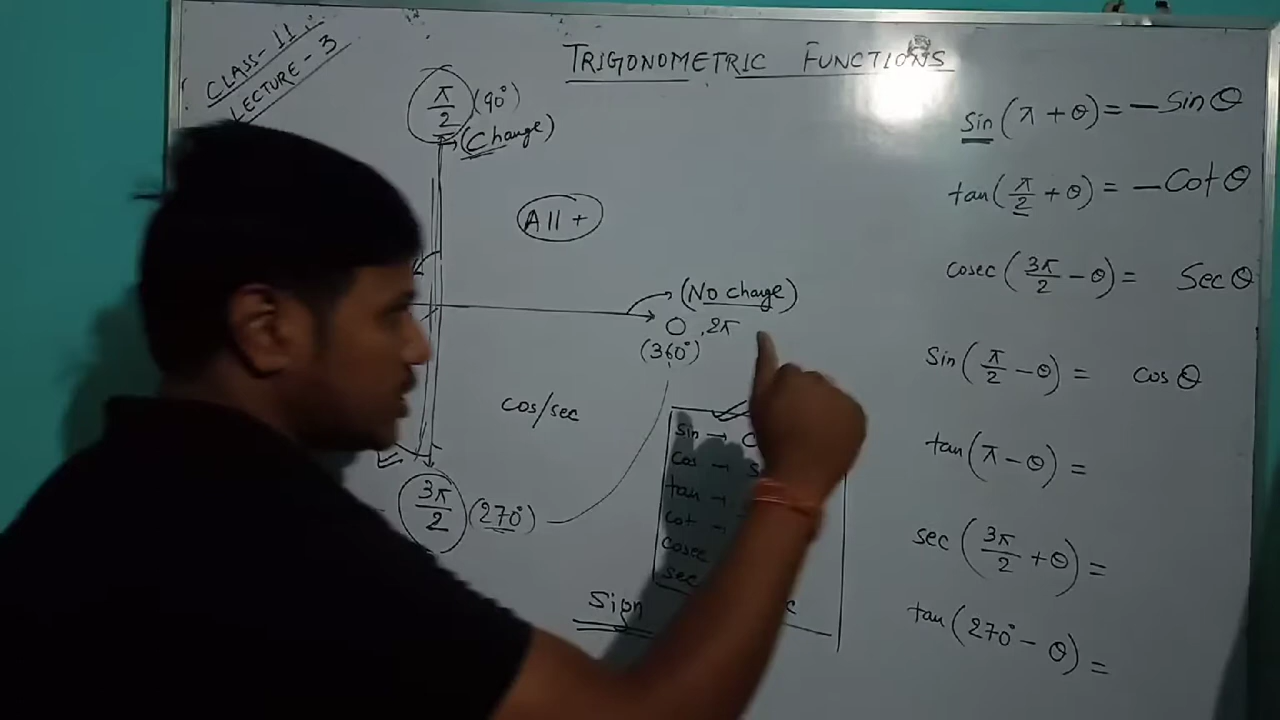 CLASS-11
LECTURE-3
TRIGONOMETRIC FUNCTIONS
π/2 (90°)
(Change)
All +
(No change)
0, 2π
(360°)
cos/sec
3π/2 (270°)
sin →
Cos →
tan →
Cot →
Cosec
sec
Sign
sin(π + θ) = - sin θ
tan(π/2 + θ) = - Cot θ
cosec(3π/2 - θ) = Sec θ
Sin(π/2 - θ) = cos θ
tan(π - θ) =
sec(3π/2 + θ) =
tan(270° - θ) =